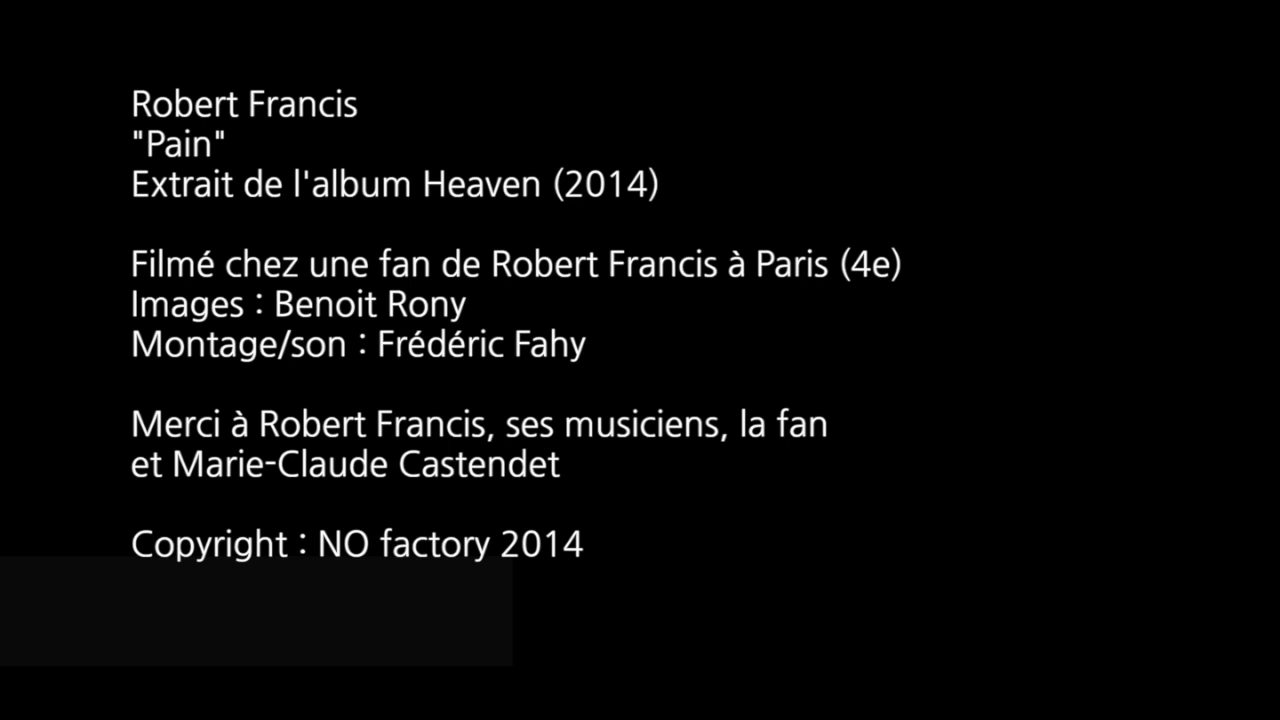 Robert Francis
"Pain"
Extrait de l'album Heaven (2014)
Filmé chez une fan de Robert Francis à Paris (4e)
Images : Benoit Rony
Montage/son : Frédéric Fahy
Merci à Robert Francis, ses musiciens, la fan
et Marie-Claude Castendet
Copyright : NO factory 2014